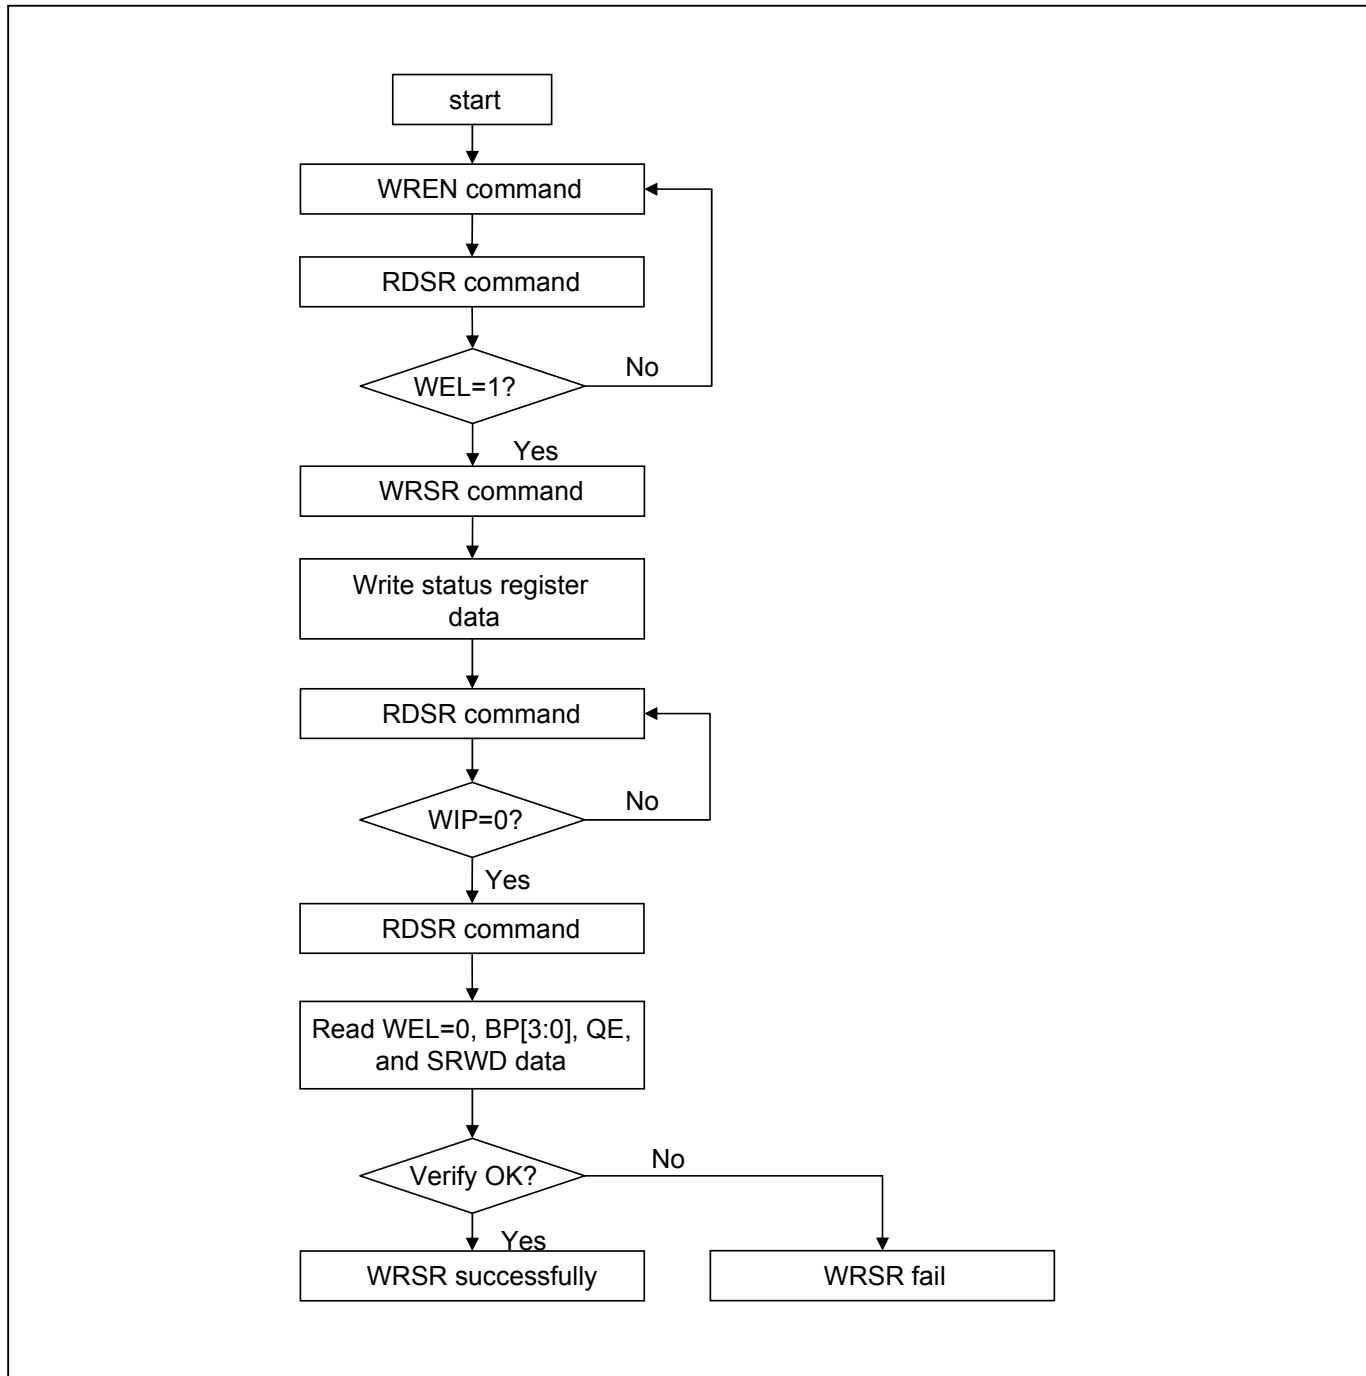 start
WREN command
RDSR command
No
WEL=1?
Yes
WRSR command
Write status register
data
RDSR command
No
WIP=0?
Yes
RDSR command
Read WEL=0, BP[3:0], QE,
and SRWD data
No
Verify OK?
Yes
WRSR successfully
WRSR fail